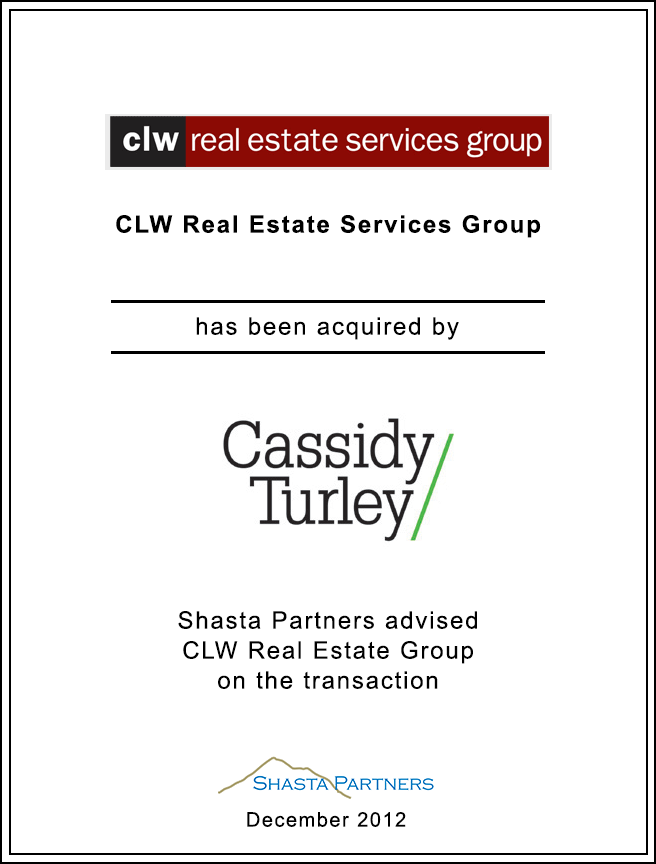 clw real estate services group
CLW Real Estate Services Group
has been acquired by
Cassidy
Turley
Shasta Partners advised
CLW Real Estate Group
on the transaction
SHASTA PARTNERS
December 2012